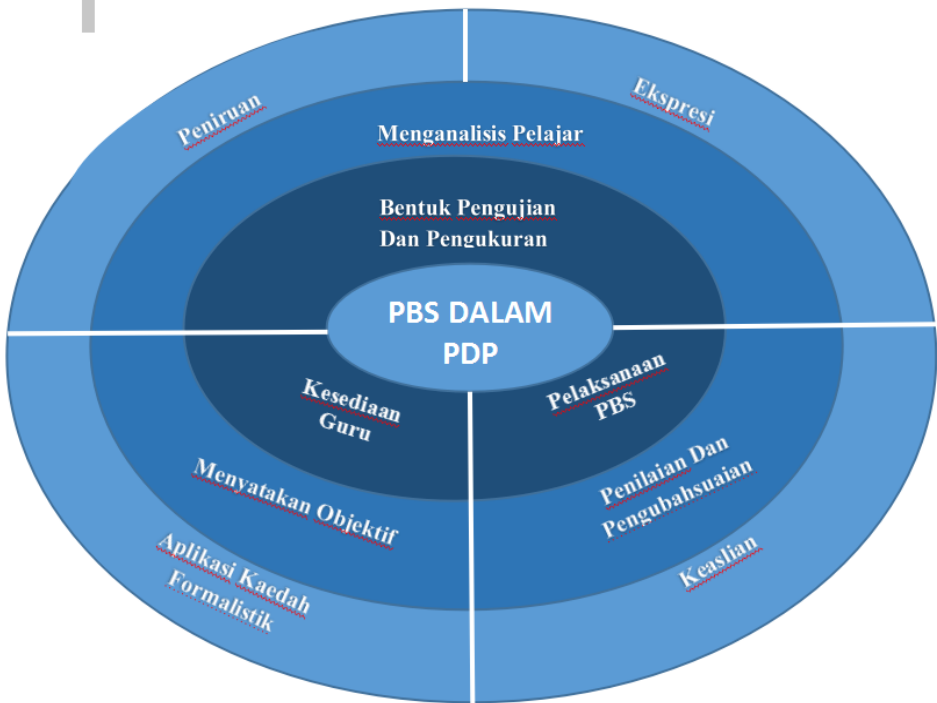 Peniruan
Ekspresi
Menganalisis Pelajar
Bentuk Pengujian
Dan Pengukuran
PBS DALAM
PDP
Kesediaan
Guru
Pelaksanaan
PBS
Menyatakan Objektif
Penilaian Dan
Pengubahsuaian
Aplikasi Kaedah
Formalistik
Keaslian